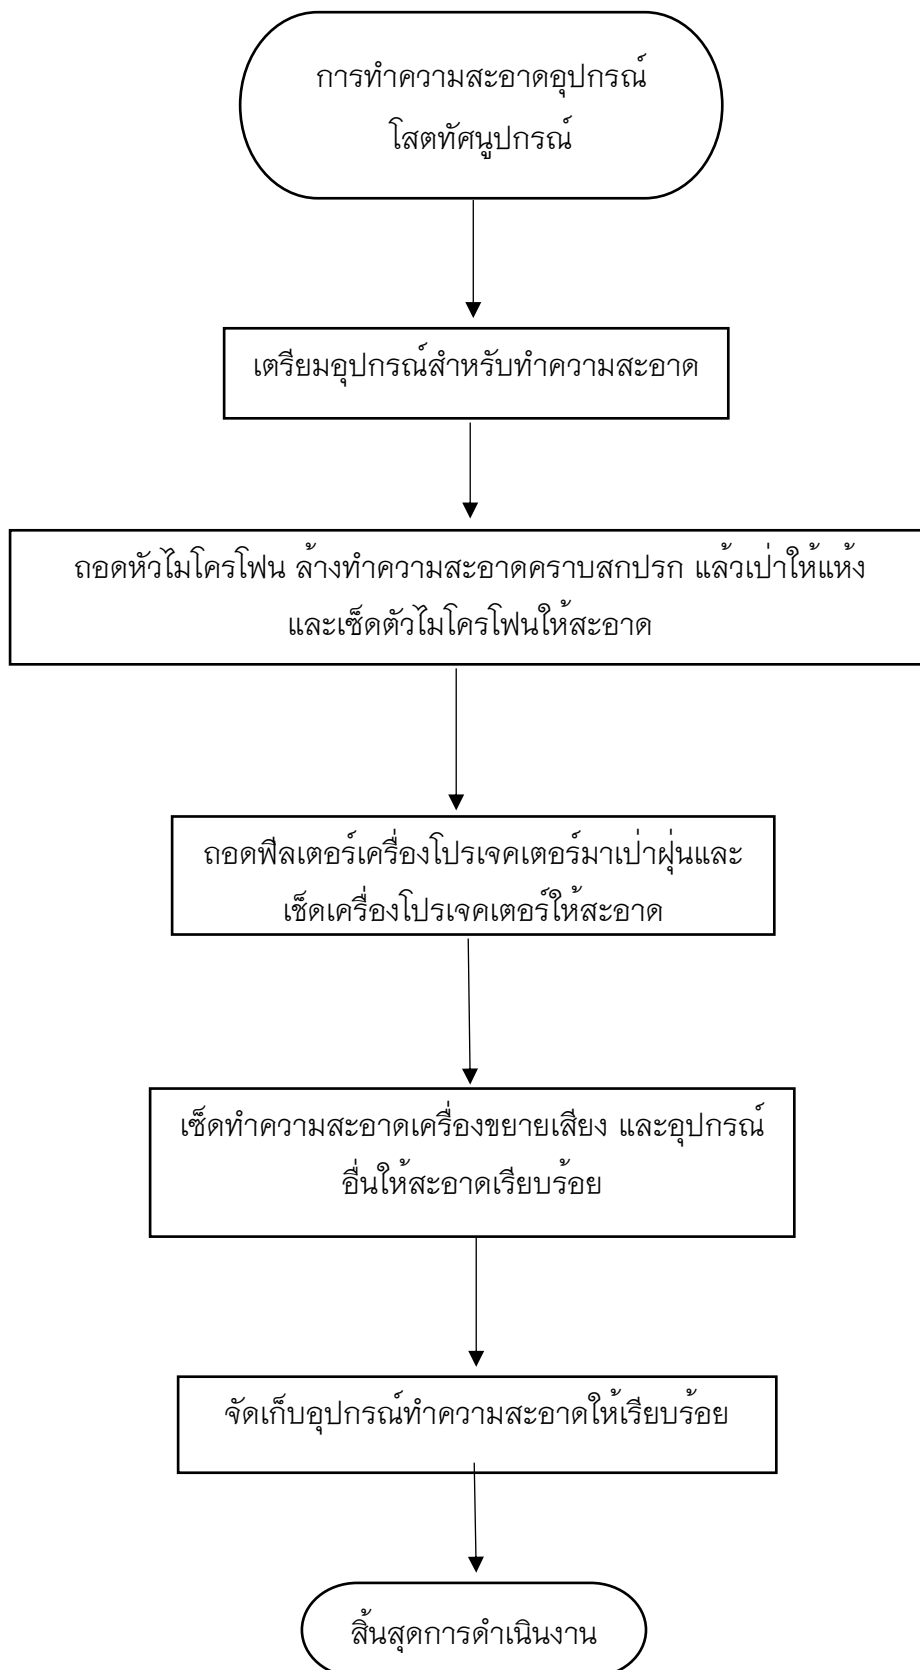 การทำความสะอาดอุปกรณ์
โสตทัศนูปกรณ์
เตรียมอุปกรณ์สำหรับทำความสะอาด
ถอดหัวไมโครโฟน ล้างทำความสะอาดคราบสกปรก แล้วเป่าให้แห้ง
และเช็ดตัวไมโครโฟนให้สะอาด
ถอดฟีลเตอร์เครื่องโปรเจคเตอร์มาเป่าฝุ่นและ
เช็ดเครื่องโปรเจคเตอร์ให้สะอาด
เช็ดทำความสะอาดเครื่องขยายเสียง และอุปกรณ์
อื่นให้สะอาดเรียบร้อย
จัดเก็บอุปกรณ์ทำความสะอาดให้เรียบร้อย
สิ้นสุดการดำเนินงาน